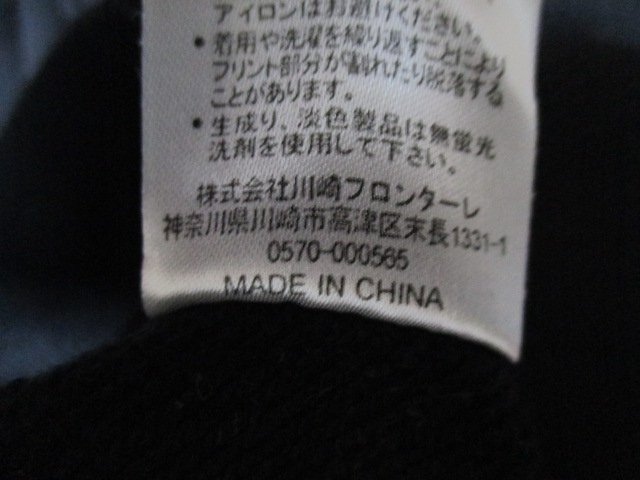 アイロンはお避けください。
・着用や洗濯を繰り返すことにより
プリント部分が割れたり脱落する
ことがあります。
・生成り、淡色製品は無蛍光
洗剤を使用して下さい。
株式会社川崎フロンターレ
神奈川県川崎市高津区末長1331-1
0570-000565
MADE IN CHINA